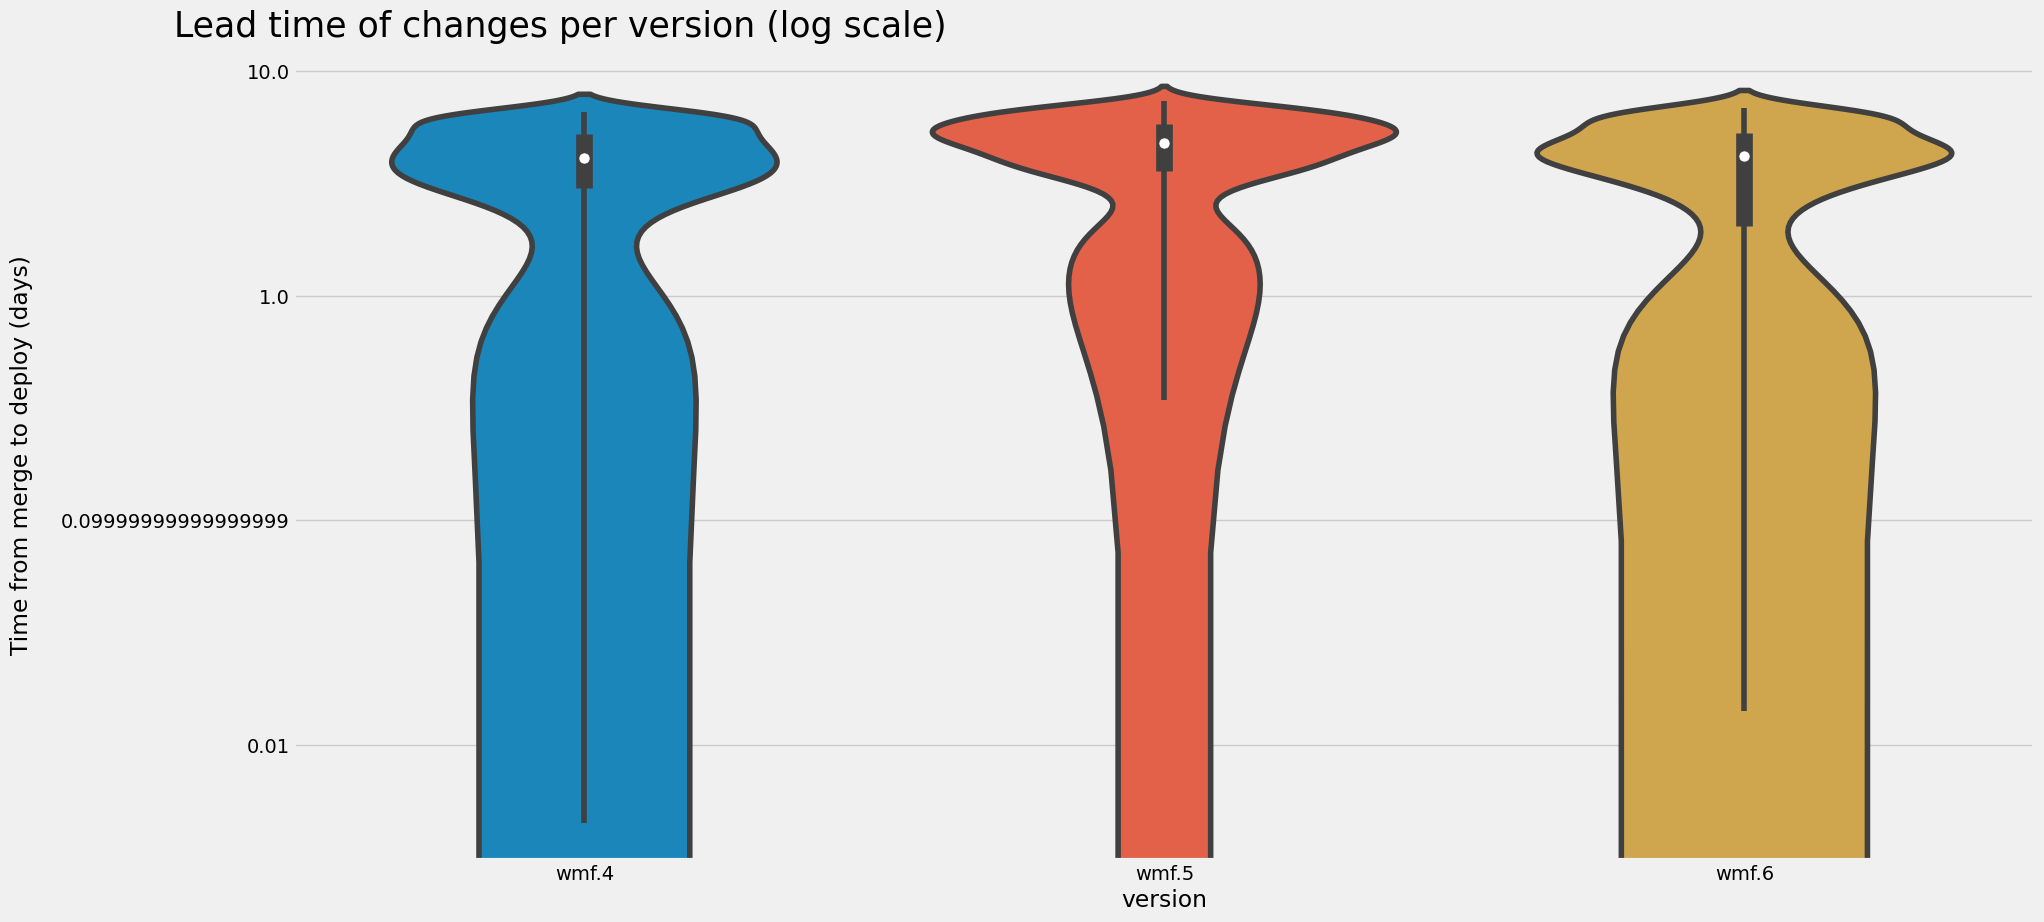 Lead time of changes per version (log scale)
Time from merge to deploy (days)
10.0
1.0
0.09999999999999999
0.01
wmf.4
wmf.5
wmf.6
version